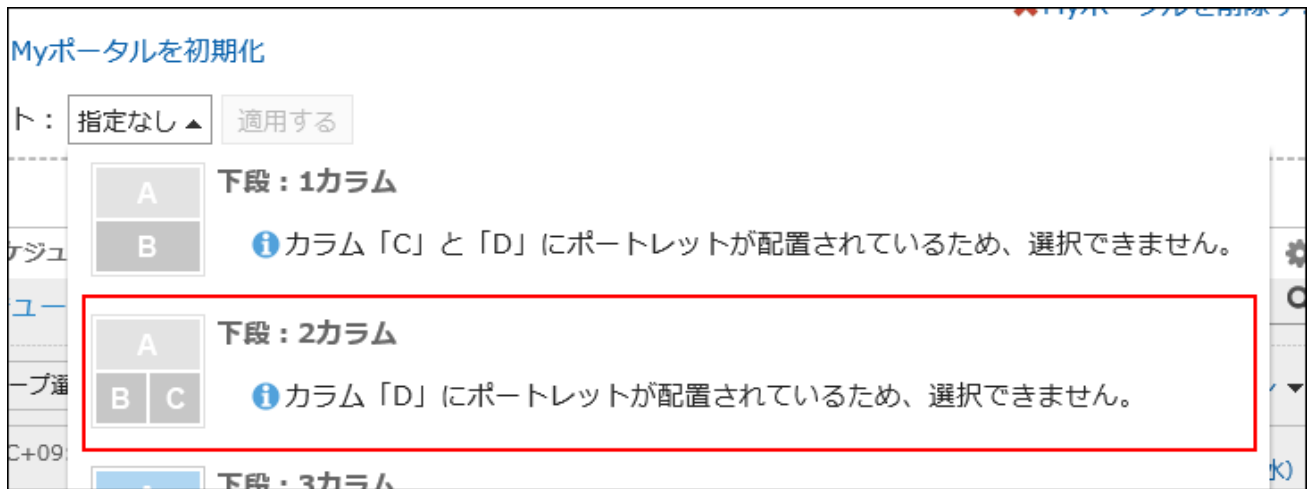 Myポータルを初期化
ト： 指定なし▲ 適用する
A
B
下段：1カラム
カラム「C」と「D」にポートレットが配置されているため、選択できません。
A
B C
下段：2カラム
カラム「D」にポートレットが配置されているため、選択できません。
下段：3カラム
ケジュ
ュー
ープ選
C+09:
水)